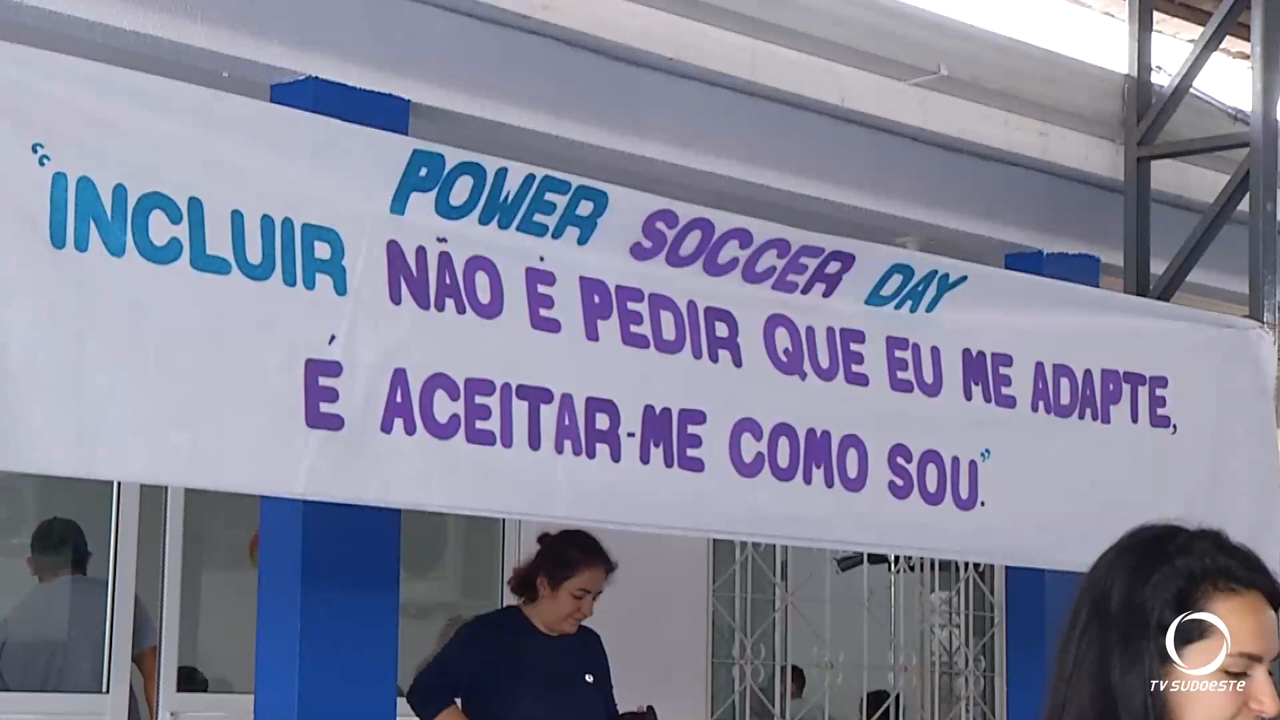 POWER SOCCER DAY
“INCLUIR NÃO É PEDIR QUE EU ME ADAPTE,
É ACEITAR-ME COMO SOU”.
TV SUDOESTE